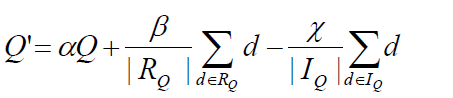 Q'= αQ + β/| R_Q | ∑_{d∈R_Q} d − χ/| I_Q | ∑_{d∈I_Q} d